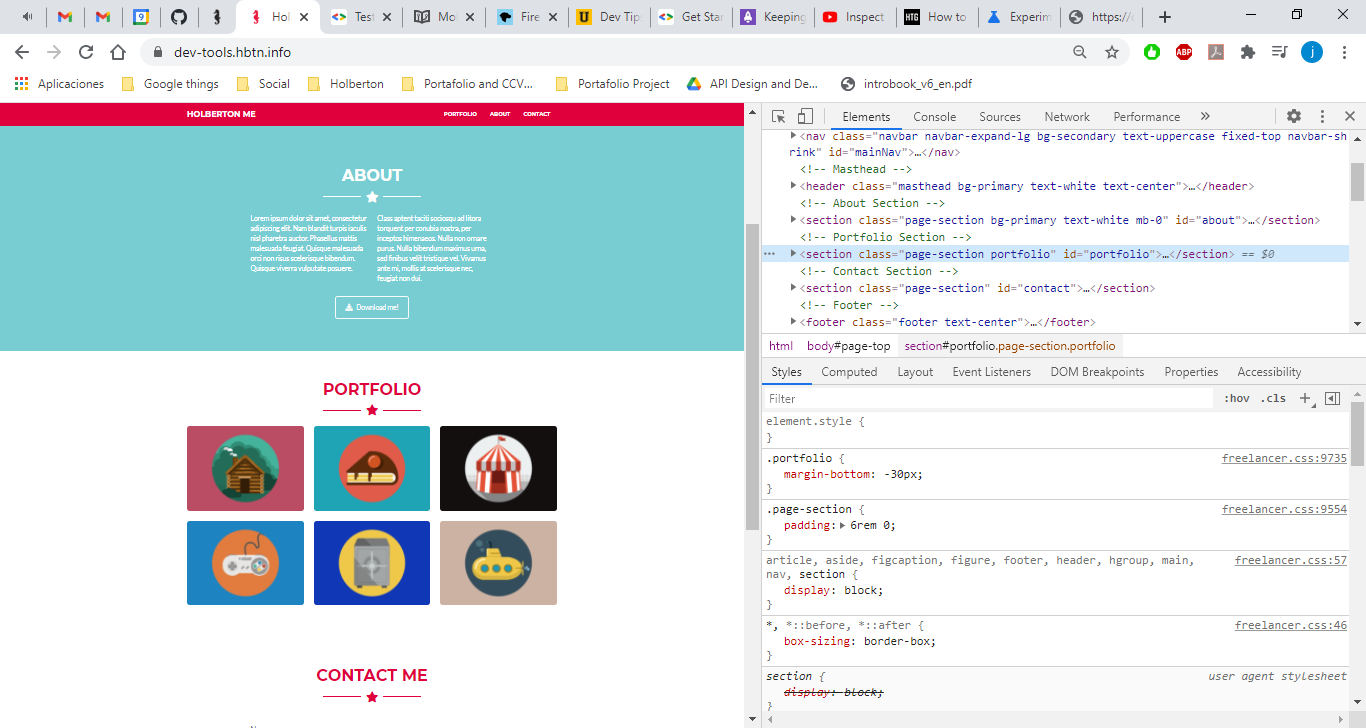 Hol
Test
Mo
Fire
Dev Tip
Get Star
Keeping
Inspect
How to
Experim
https://
dev-tools.hbtn.info
Aplicaciones
Google things
Social
Holberton
Portafolio and CCV...
Portafolio Project
API Design and De...
introbook_v6_en.pdf
HOLBERTON ME
PORTFOLIO ABOUT CONTACT
ABOUT
Lorem ipsum dolor sit amet, consectetur
adipiscing elit. Nam blandit turpis iaculis
nisl pharetra auctor. Phasellus mattis
malesuada feugiat. Quisque malesuada
orci non risus scelerisque bibendum.
Quisque viverra vulputate posuere.
Class aptent taciti sociosqu ad litora
torquent per conubia nostra, per
inceptos himenaeos. Nulla non ornare
purus. Nulla bibendum maximus urna,
sed finibus velit tristique vel. Vivamus
ante mi, mollis at scelerisque nec,
feugiat non dui.
Download me!
PORTFOLIO
CONTACT ME
Elements Console Sources Network Performance »
<nav class="navbar navbar-expand-lg bg-secondary text-uppercase fixed-top navbar-sh
rink" id="mainNav">…</nav>
<!-- Masthead -->
<header class="masthead bg-primary text-white text-center">…</header>
<!-- About Section -->
<section class="page-section bg-primary text-white mb-0" id="about">…</section>
<!-- Portfolio Section -->
<section class="page-section portfolio" id="portfolio">…</section> == $0
<!-- Contact Section -->
<section class="page-section" id="contact">…</section>
<!-- Footer -->
<footer class="footer text-center">…</footer>
html body#page-top section#portfolio.page-section.portfolio
Styles Computed Layout Event Listeners DOM Breakpoints Properties Accessibility
Filter :hov .cls +
element.style {
}
.portfolio { freelancer.css:9735
margin-bottom: -30px;
}
.page-section { freelancer.css:9554
padding: 6rem 0;
}
article, aside, figcaption, figure, footer, header, hgroup, main, freelancer.css:57
nav, section {
display: block;
}
*, *::before, *::after { freelancer.css:46
box-sizing: border-box;
}
section { user agent stylesheet
display: block;
}